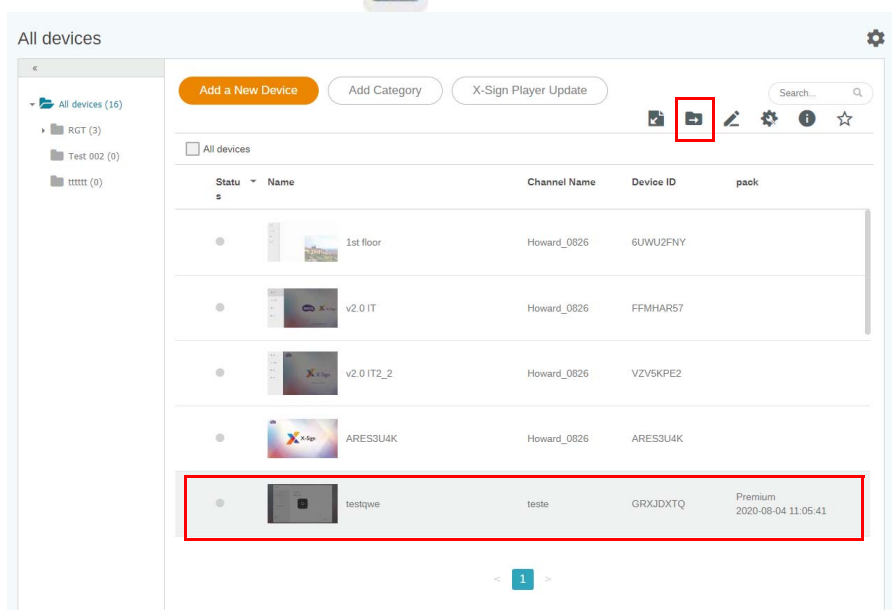 All devices
«
All devices (16)
RGT (3)
Test 002 (0)
tttttt (0)
Add a New Device
Add Category
X-Sign Player Update
Search...
All devices
Statu
s
Name
Channel Name
Device ID
pack
1st floor
Howard_0826
6UWU2FNY
v2.0 IT
Howard_0826
FFMHAR57
X-Sign
v2.0 IT2_2
Howard_0826
VZV5KPE2
X-Sign
ARES3U4K
Howard_0826
ARES3U4K
testqwe
teste
GRXJDXTQ
Premium
2020-08-04 11:05:41
< 1 >